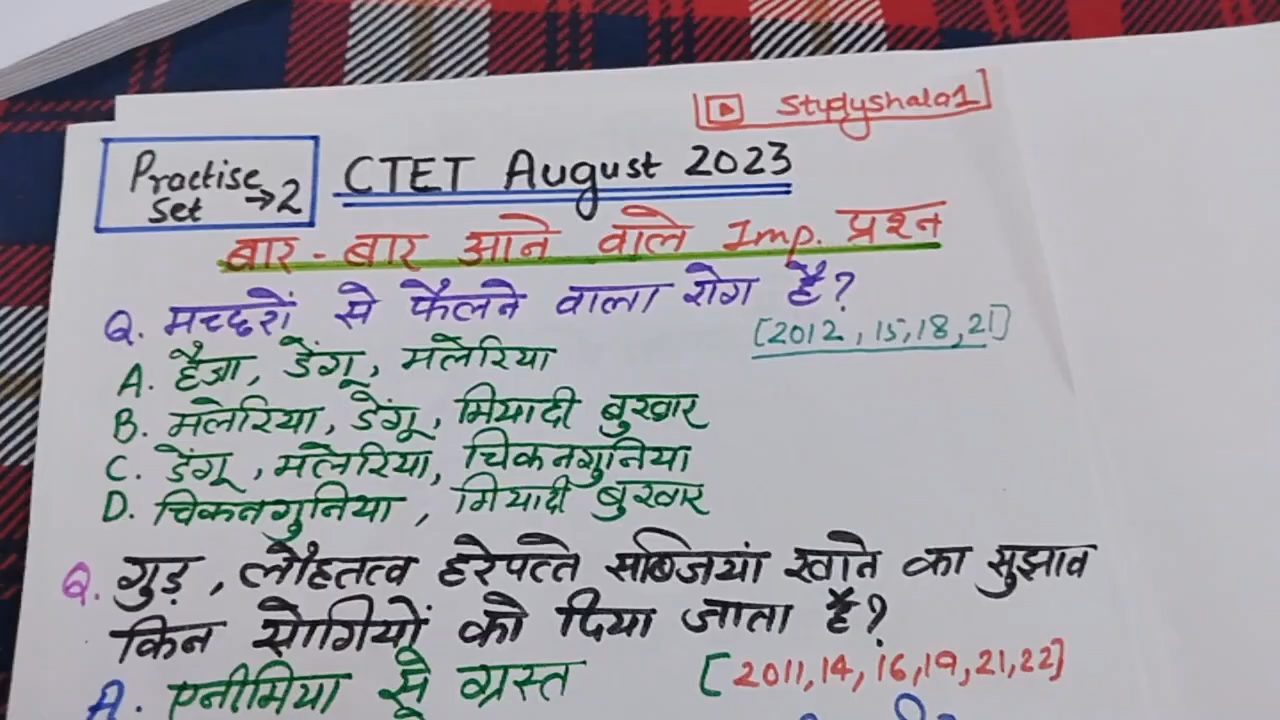 Studyshala1
Practise Set → 2
CTET August 2023
बार - बार आने वाले Imp. प्रश्न
Q. मच्छरों से फैलने वाला रोग है?
[2012, 15, 18, 21]
A. हैजा, डेंगू, मलेरिया
B. मलेरिया, डेंगू, मियादी बुखार
C. डेंगू, मलेरिया, चिकनगुनिया
D. चिकनगुनिया, मियादी बुखार
Q. गुड़, लौहतत्व हरेपत्ते सब्जियां खाने का सुझाव
किन रोगियों को दिया जाता है?
[2011, 14, 16, 19, 21, 22]
A. एनीमिया से ग्रस्त